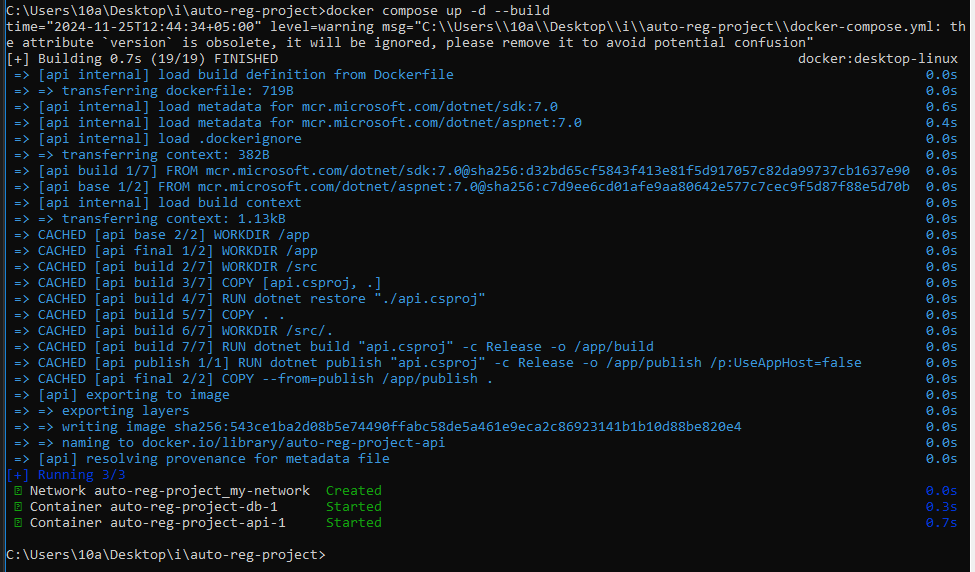 C:\Users\10a\Desktop\i\auto-reg-project>docker compose up -d --build
time="2024-11-25T12:44:34+05:00" level=warning msg="C:\\Users\\10a\\Desktop\\i\\auto-reg-project\\docker-compose.yml: th
e attribute `version` is obsolete, it will be ignored, please remove it to avoid potential confusion"
[+] Building 0.7s (19/19) FINISHED docker:desktop-linux
=> [api internal] load build definition from Dockerfile 0.0s
=> => transferring dockerfile: 719B 0.0s
=> [api internal] load metadata for mcr.microsoft.com/dotnet/sdk:7.0 0.6s
=> [api internal] load metadata for mcr.microsoft.com/dotnet/aspnet:7.0 0.4s
=> [api internal] load .dockerignore 0.0s
=> => transferring context: 382B 0.0s
=> [api build 1/7] FROM mcr.microsoft.com/dotnet/sdk:7.0@sha256:d32bd65cf5843f413e81f5d917057c82da99737cb1637e90 0.0s
=> [api base 1/2] FROM mcr.microsoft.com/dotnet/aspnet:7.0@sha256:c7d9ee6cd01afe9aa80642e577c7cec9f5d87f88e5d70b 0.0s
=> [api internal] load build context 0.0s
=> => transferring context: 1.13kB 0.0s
=> CACHED [api base 2/2] WORKDIR /app 0.0s
=> CACHED [api final 1/2] WORKDIR /app 0.0s
=> CACHED [api build 2/7] WORKDIR /src 0.0s
=> CACHED [api build 3/7] COPY [api.csproj, .] 0.0s
=> CACHED [api build 4/7] RUN dotnet restore "./api.csproj" 0.0s
=> CACHED [api build 5/7] COPY . . 0.0s
=> CACHED [api build 6/7] WORKDIR /src/. 0.0s
=> CACHED [api build 7/7] RUN dotnet build "api.csproj" -c Release -o /app/build 0.0s
=> CACHED [api publish 1/1] RUN dotnet publish "api.csproj" -c Release -o /app/publish /p:UseAppHost=false 0.0s
=> CACHED [api final 2/2] COPY --from=publish /app/publish . 0.0s
=> [api] exporting to image 0.0s
=> => exporting layers 0.0s
=> => writing image sha256:543ce1ba2d08b5e74490ffabc58de5a461e9eca2c86923141b1b10d88be820e4 0.0s
=> => naming to docker.io/library/auto-reg-project-api 0.0s
=> [api] resolving provenance for metadata file 0.0s
[+] Running 3/3
Network auto-reg-project_my-network Created 0.0s
Container auto-reg-project-db-1 Started 0.3s
Container auto-reg-project-api-1 Started 0.7s
C:\Users\10a\Desktop\i\auto-reg-project>